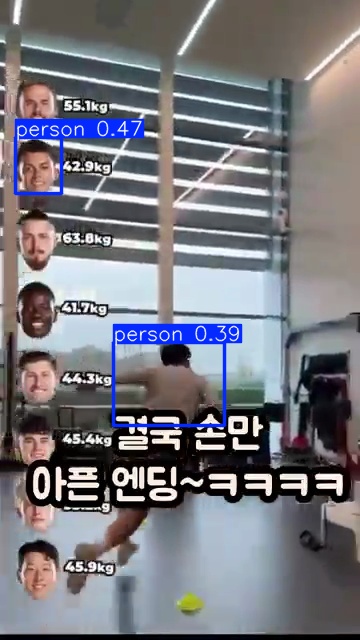 55.1kg
person 0.47
42.9kg
63.8kg
41.7kg
person 0.39
44.3kg
결국 손만
45.4kg
아픈 엔딩~ㅋㅋㅋㅋ
45.9kg